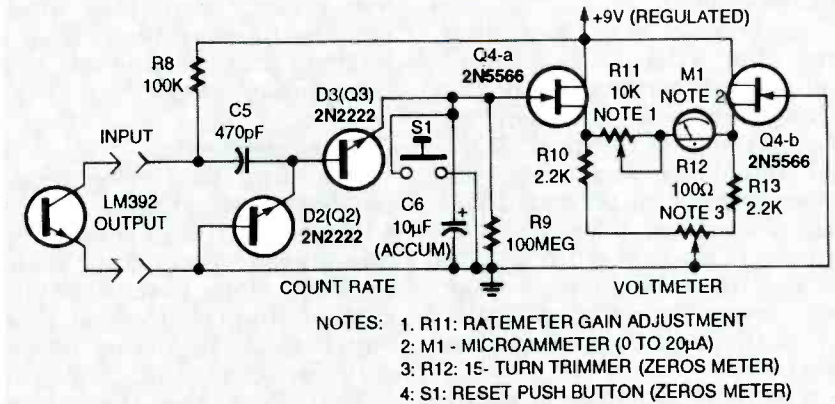 +9V (REGULATED)
R8
100K
Q4-a
2N5566
R11
10K
NOTE 1
M1
NOTE 2
D3(Q3)
2N2222
C5
470pF
INPUT
S1
Q4-b
2N5566
R10
2.2K
R12
100Ω
NOTE 3
R13
2.2K
LM392
OUTPUT
D2(Q2)
2N2222
C6
10µF
(ACCUM)
+
R9
100MEG
COUNT RATE
VOLTMETER
NOTES: 1. R11: RATEMETER GAIN ADJUSTMENT
2: M1 - MICROAMMETER (0 TO 20µA)
3: R12: 15- TURN TRIMMER (ZEROS METER)
4: S1: RESET PUSH BUTTON (ZEROS METER)